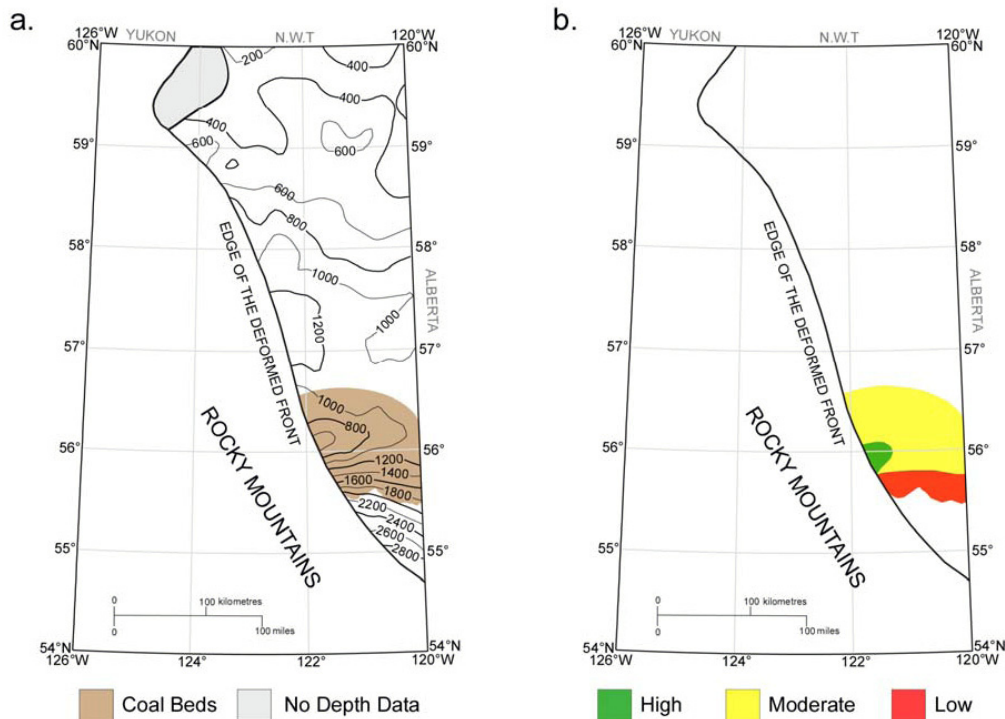 a.
126°W YUKON N.W.T 120°W
60°N 60°N
200
400
400
400
600
600
59° 59°
600
800
58° 58°
1000
ALBERTA
1200
1000
57° 57°
EDGE OF THE DEFORMED FRONT
1000
800
56° 56°
1200
1400
1600
1800
ROCKY MOUNTAINS
2200
2400
2600
2800
55° 55°
0 100 kilometres
0 100 miles
54°N 54°N
126°W 124° 122° 120°W
Coal Beds No Depth Data
b.
126°W YUKON N.W.T 120°W
60°N 60°N
59° 59°
58° 58°
ALBERTA
57° 57°
EDGE OF THE DEFORMED FRONT
56° 56°
ROCKY MOUNTAINS
55° 55°
0 100 kilometres
0 100 miles
54°N 54°N
126°W 124° 122° 120°W
High Moderate Low